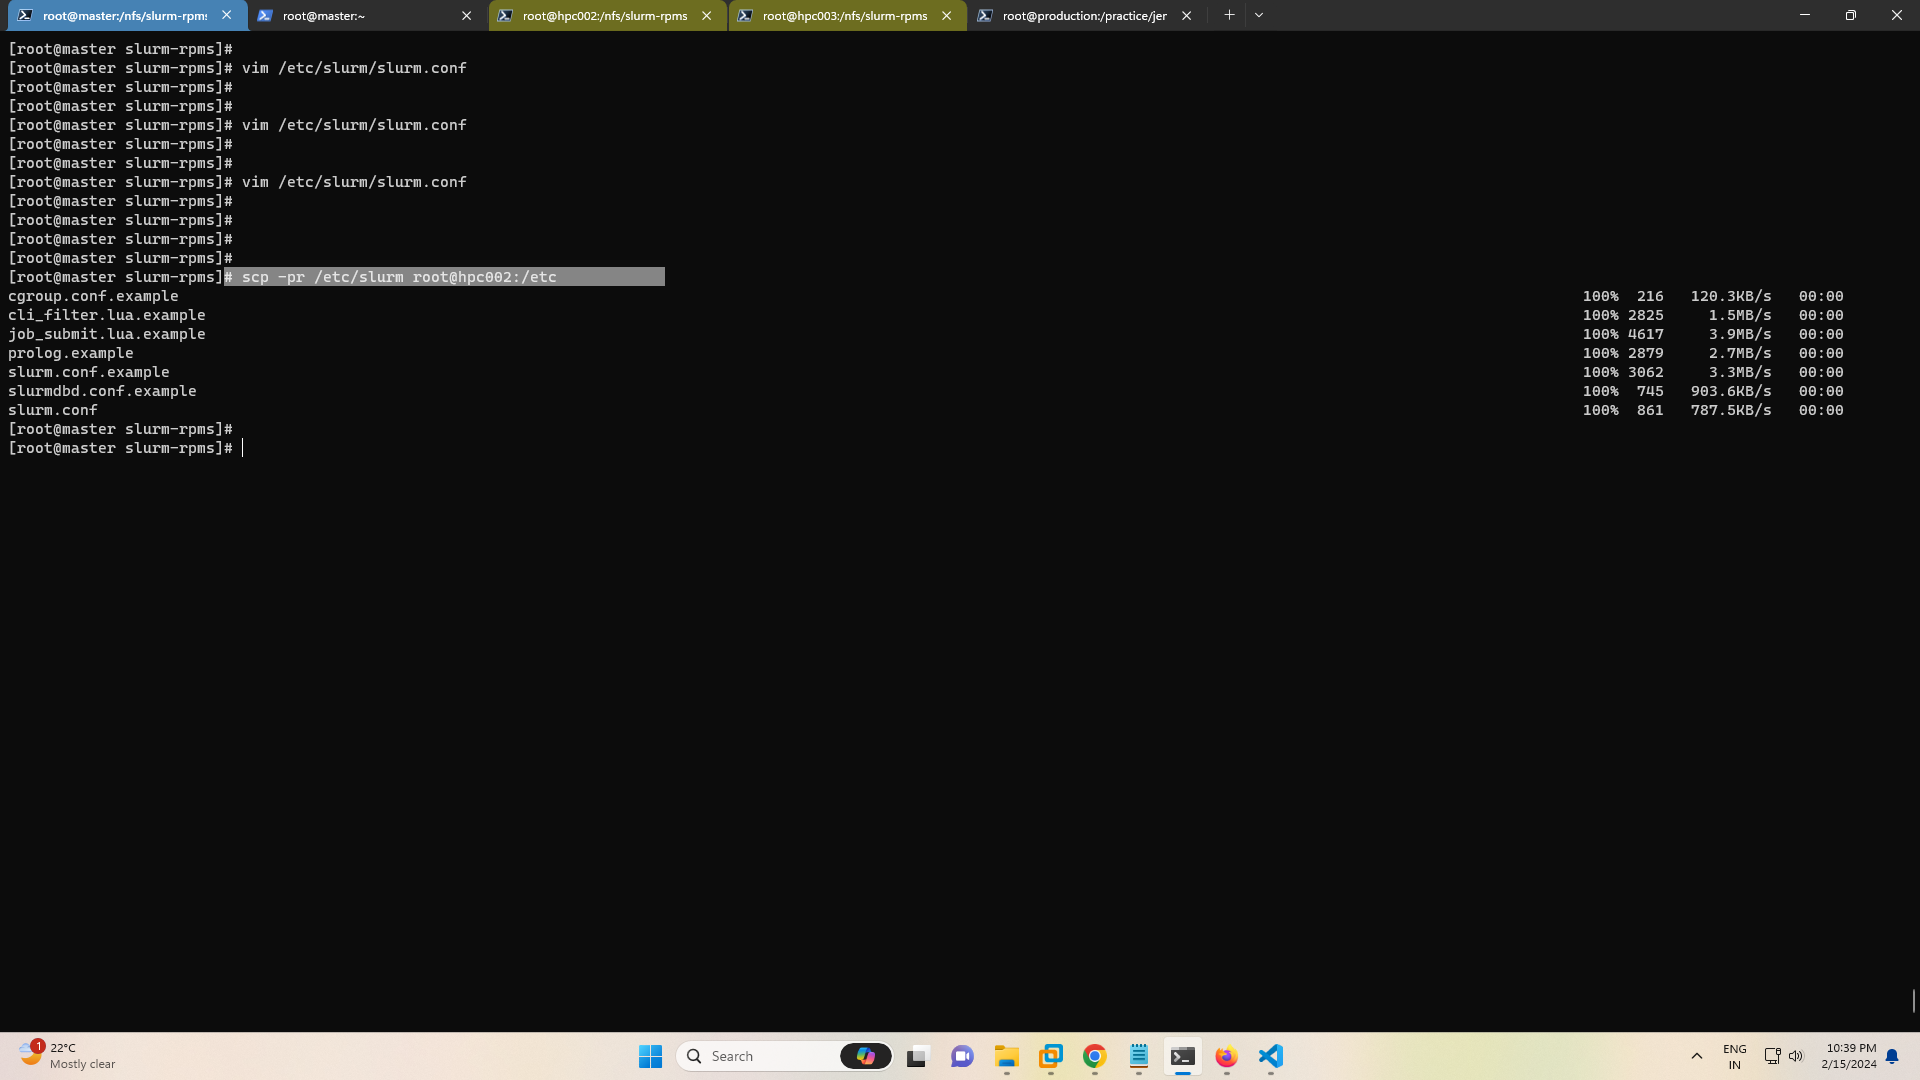 root@master:/nfs/slurm-rpms
root@master:~
root@hpc002:/nfs/slurm-rpms
root@hpc003:/nfs/slurm-rpms
root@production:/practice/jer
[root@master slurm-rpms]#
[root@master slurm-rpms]# vim /etc/slurm/slurm.conf
[root@master slurm-rpms]#
[root@master slurm-rpms]#
[root@master slurm-rpms]# vim /etc/slurm/slurm.conf
[root@master slurm-rpms]#
[root@master slurm-rpms]#
[root@master slurm-rpms]# vim /etc/slurm/slurm.conf
[root@master slurm-rpms]#
[root@master slurm-rpms]#
[root@master slurm-rpms]#
[root@master slurm-rpms]#
[root@master slurm-rpms]# scp -pr /etc/slurm root@hpc002:/etc
cgroup.conf.example 100% 216 120.3KB/s 00:00
cli_filter.lua.example 100% 2825 1.5MB/s 00:00
job_submit.lua.example 100% 4617 3.9MB/s 00:00
prolog.example 100% 2879 2.7MB/s 00:00
slurm.conf.example 100% 3062 3.3MB/s 00:00
slurmdbd.conf.example 100% 745 903.6KB/s 00:00
slurm.conf 100% 861 787.5KB/s 00:00
[root@master slurm-rpms]#
[root@master slurm-rpms]#
1
22°C
Mostly clear
Search
ENG
IN
10:39 PM
2/15/2024